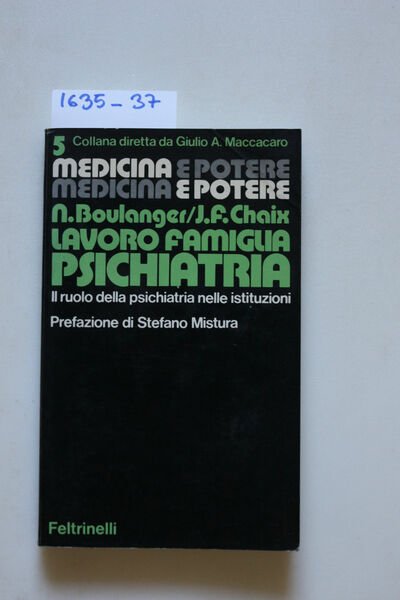 1635 - 37
5 Collana diretta da Giulio A. Maccacaro
MEDICINA E POTERE
MEDICINA E POTERE
N.Boulanger/J.F.Chaix
LAVORO FAMIGLIA
PSICHIATRIA
Il ruolo della psichiatria nelle istituzioni
Prefazione di Stefano Mistura
Feltrinelli